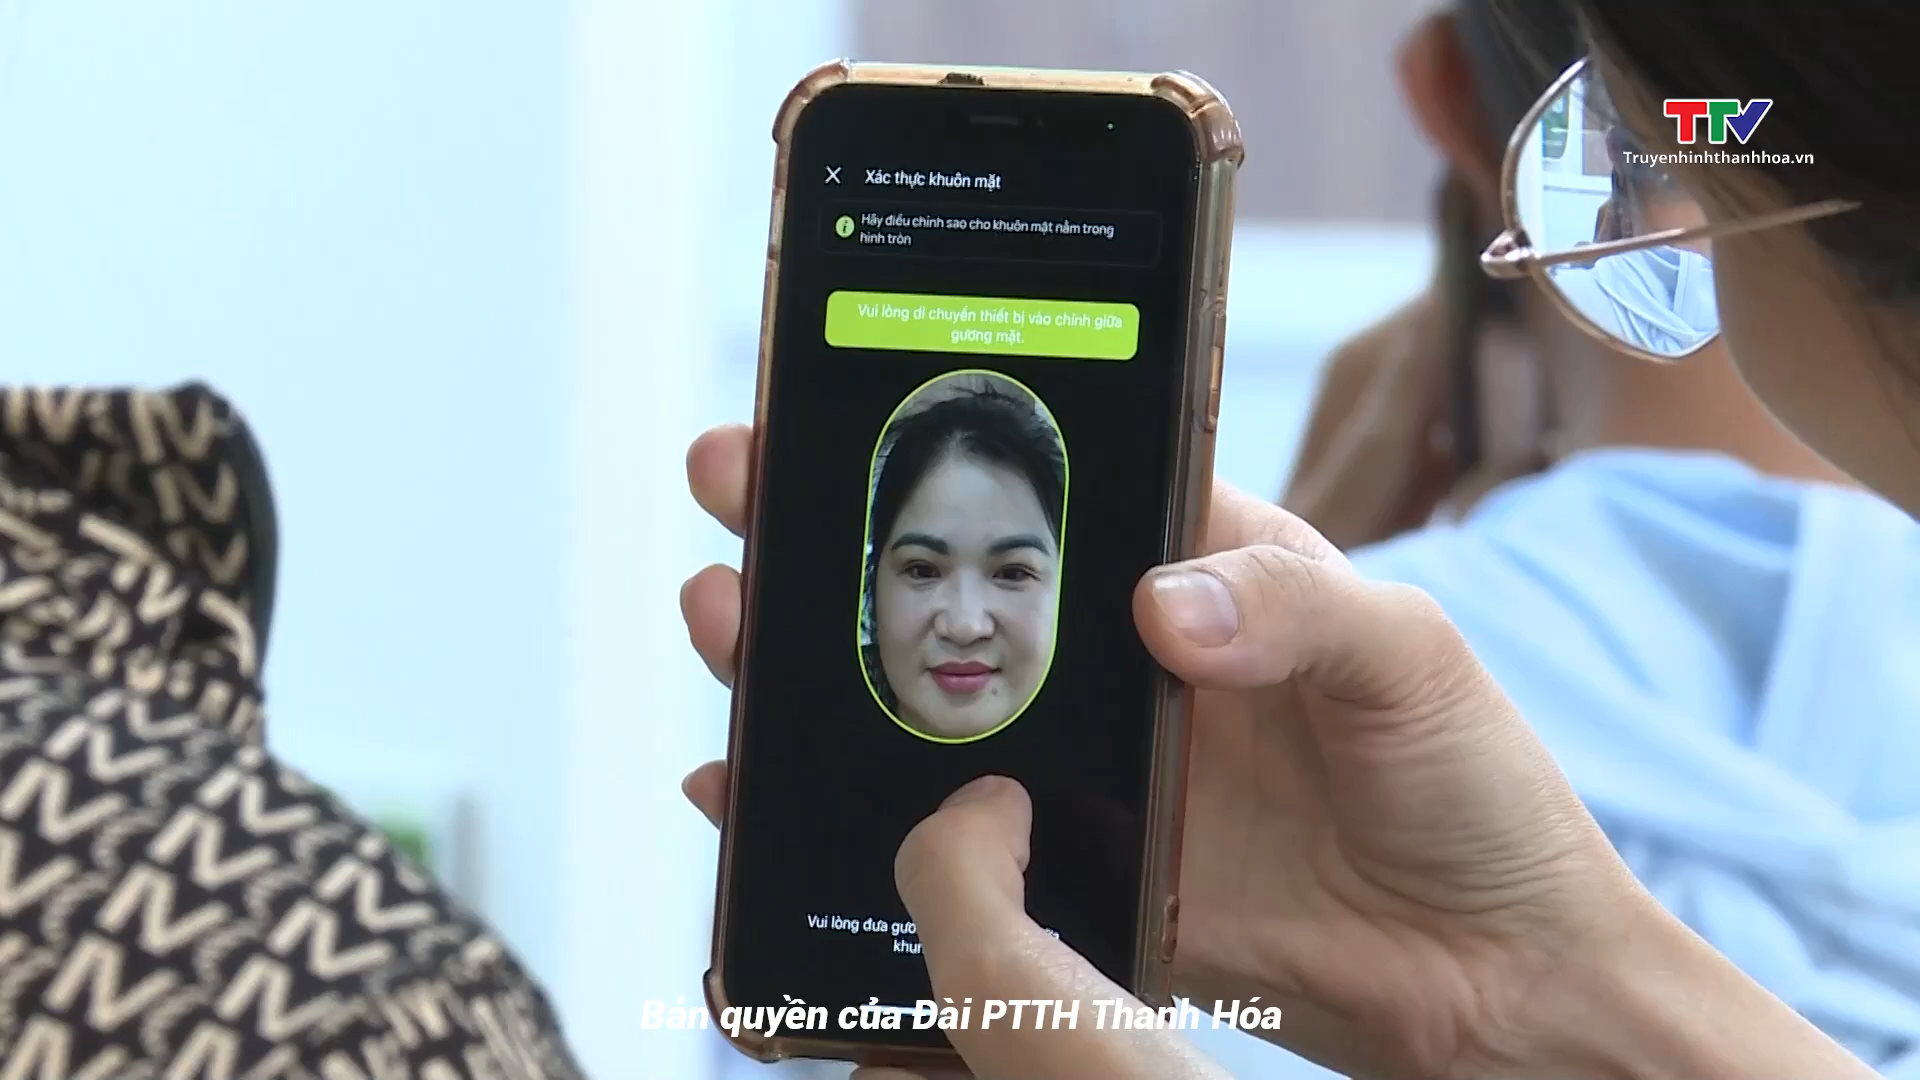 TTV
Truyenhinhthanhhoa.vn
Xác thực khuôn mặt
Hãy điều chỉnh sao cho khuôn mặt nằm trong
hình tròn
Vui lòng di chuyển thiết bị vào chính giữa
gương mặt.
Vui lòng đưa
Bản quyền của Đài PTTH Thanh Hóa